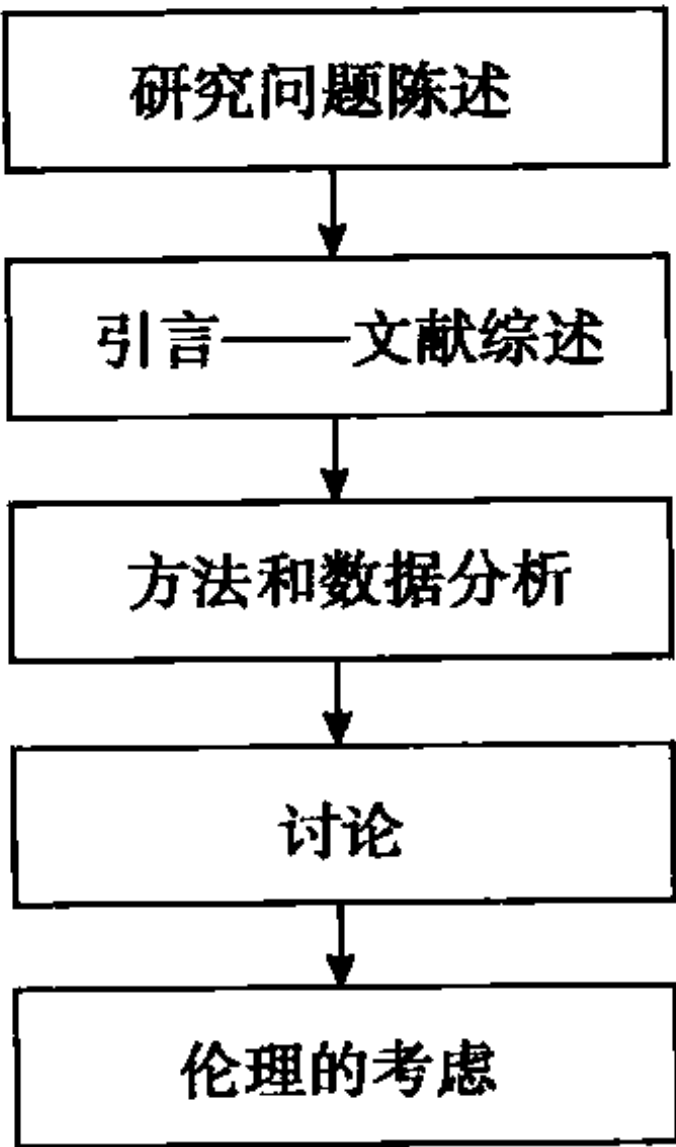 研究问题陈述
引言——文献综述
方法和数据分析
讨论
伦理的考虑